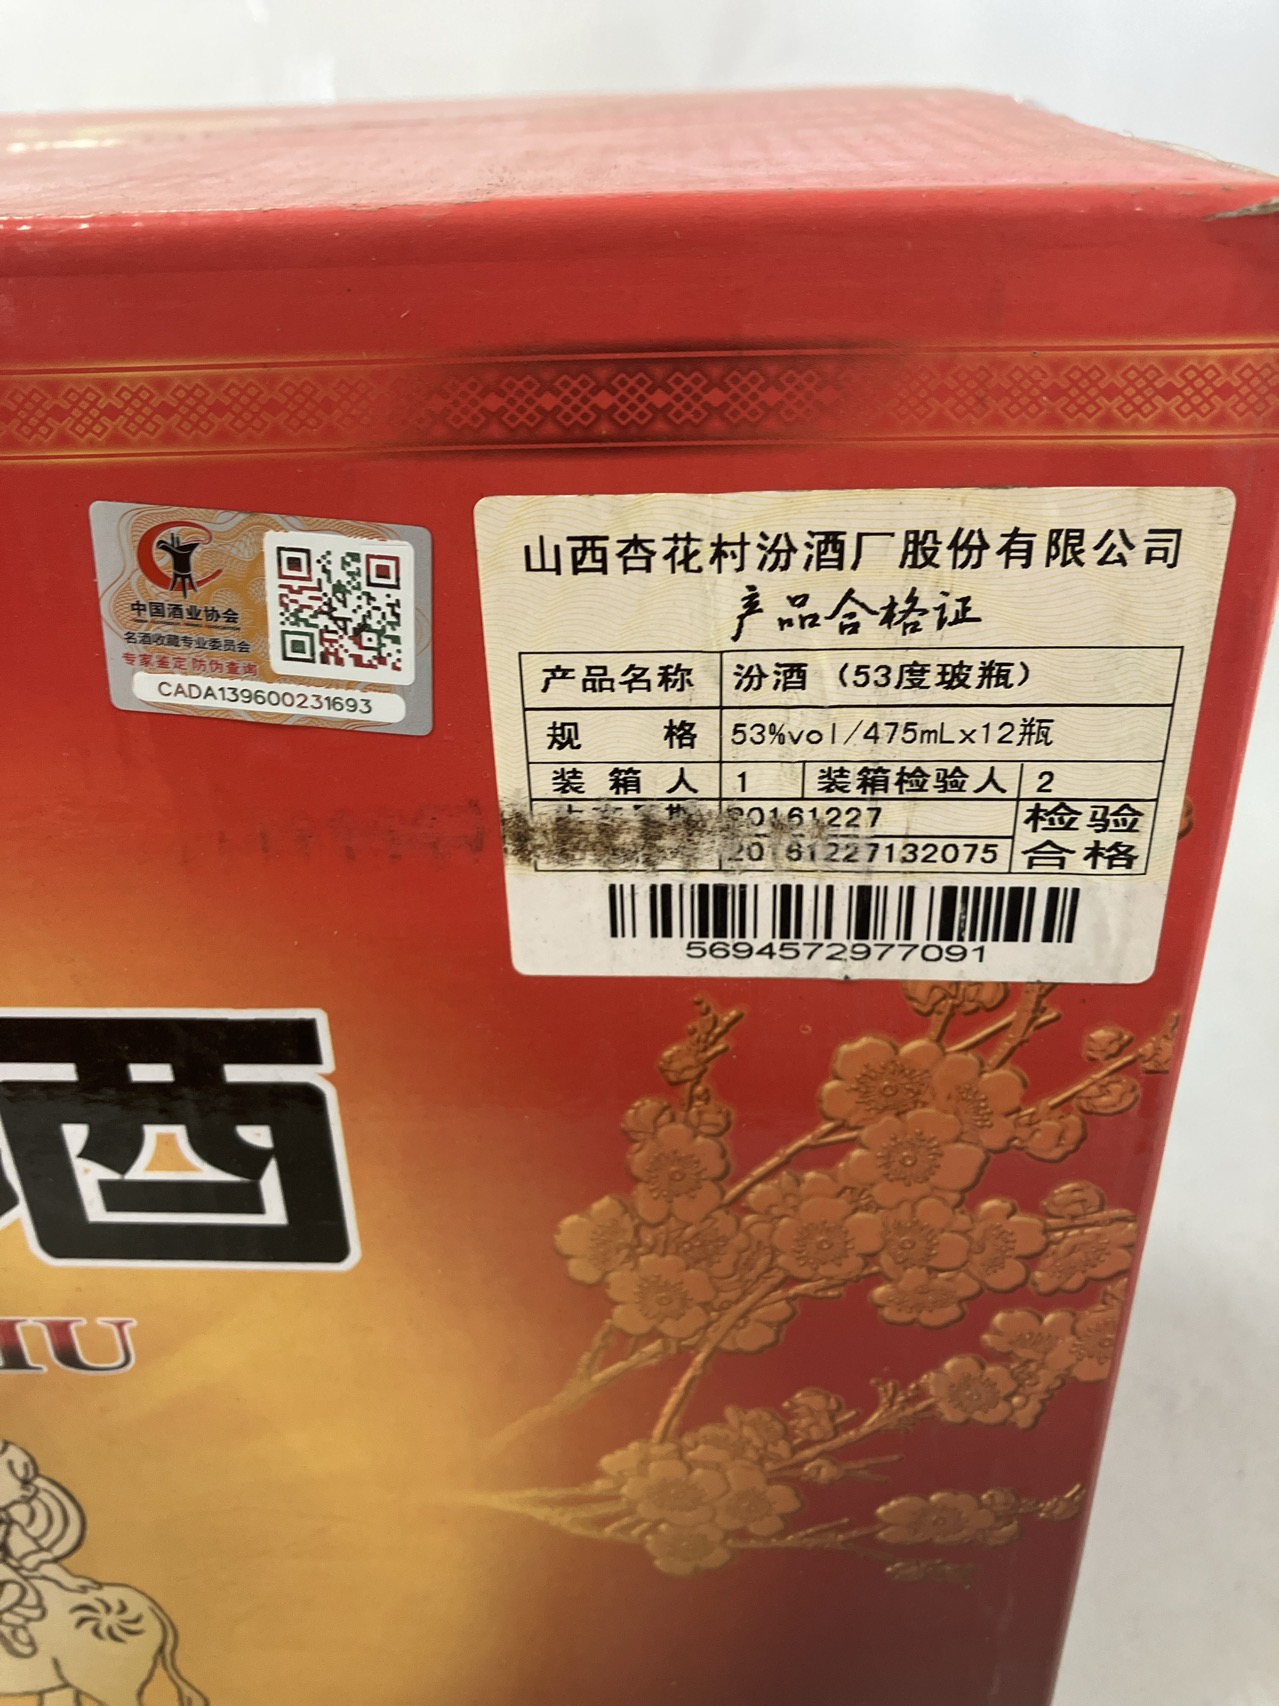 中国酒业协会
名酒收藏专业委员会
专家鉴定 防伪查询
CADA139600231693
山西杏花村汾酒厂股份有限公司
产品合格证
产品名称 汾酒（53度玻瓶）
规 格 53%vol/475mLx12瓶
装 箱 人 1 装箱检验人 2
20161227 检验
20161227132075 合格
5694572977091
酒
IU